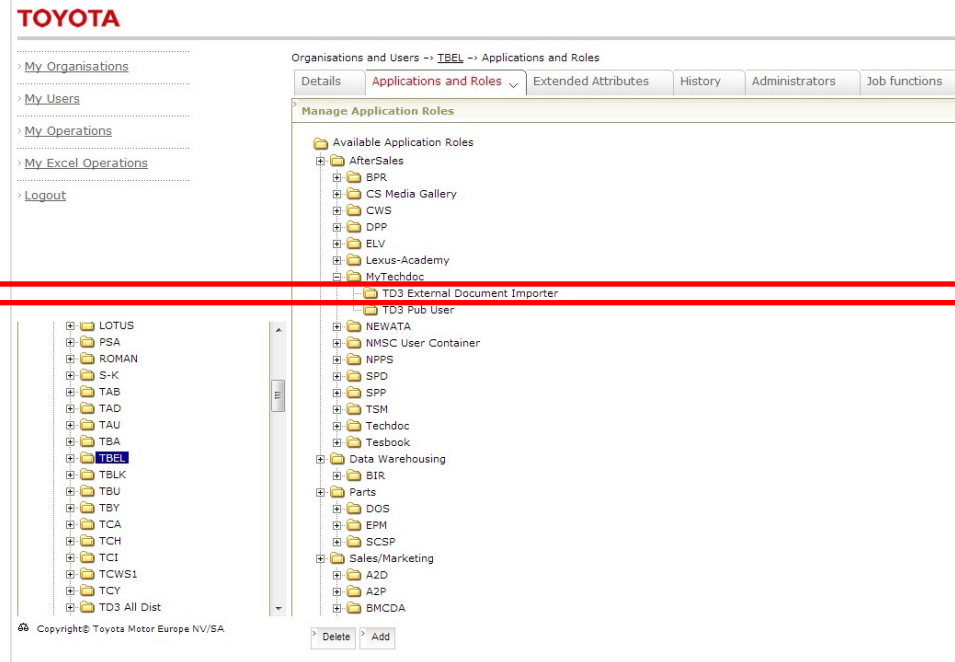 TOYOTA
My Organisations
My Users
My Operations
My Excel Operations
Logout
Organisations and Users -> TBEL -> Applications and Roles
Details Applications and Roles Extended Attributes History Administrators Job functions
Manage Application Roles
Available Application Roles
AfterSales
BPR
CS Media Gallery
CWS
DPP
ELV
Lexus-Academy
MyTechdoc
TD3 External Document Importer
TD3 Pub User
NEWATA
NMSC User Container
NPPS
SPD
SPP
TSM
Techdoc
Tesbook
Data Warehousing
BIR
Parts
DOS
EPM
SCSP
Sales/Marketing
A2D
A2P
BMCDA
LOTUS
PSA
ROMAN
S-K
TAB
TAD
TAU
TBA
TBEL
TBLK
TBU
TBY
TCA
TCH
TCI
TCWS1
TCY
TD3 All Dist
Copyright© Toyota Motor Europe NV/SA
Delete Add